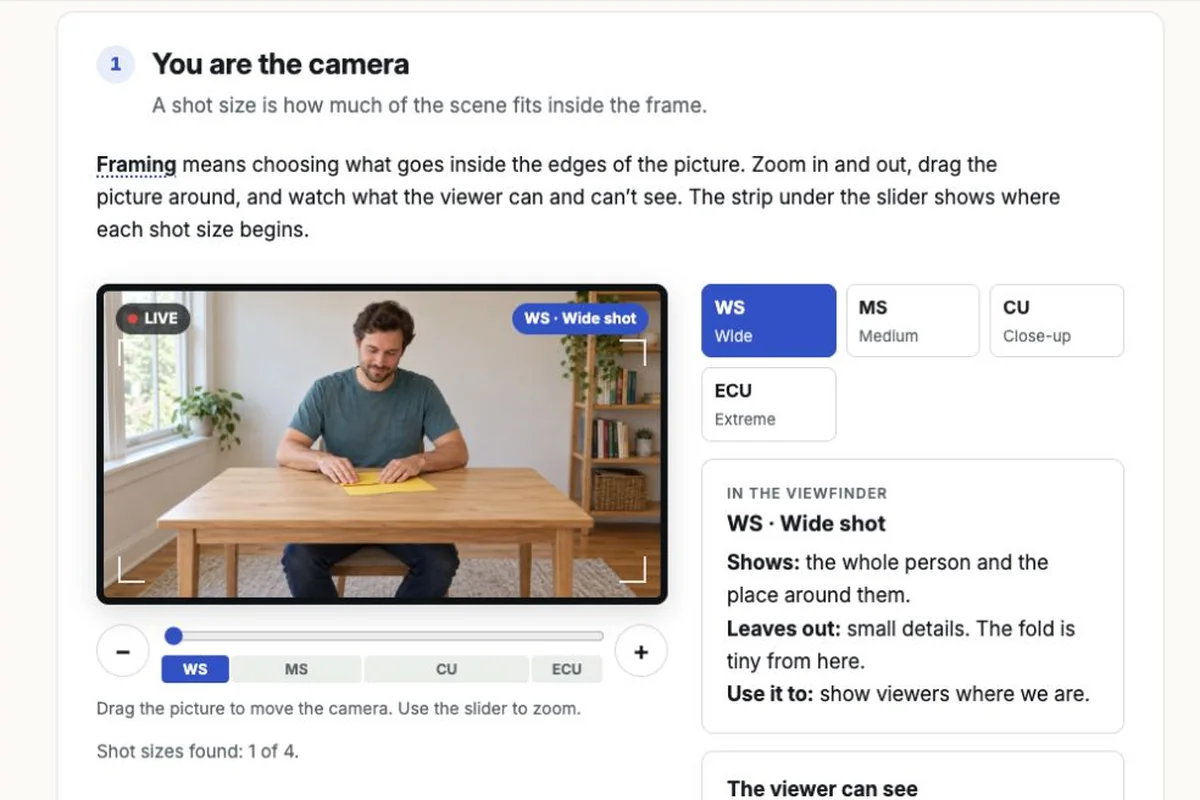 1
You are the camera
A shot size is how much of the scene fits inside the frame.
Framing means choosing what goes inside the edges of the picture. Zoom in and out, drag the
picture around, and watch what the viewer can and can’t see. The strip under the slider shows where
each shot size begins.
LIVE
WS · Wide shot
−
+
WS
MS
CU
ECU
Drag the picture to move the camera. Use the slider to zoom.
Shot sizes found: 1 of 4.
WS
Wide
MS
Medium
CU
Close-up
ECU
Extreme
IN THE VIEWFINDER
WS · Wide shot
Shows: the whole person and the
place around them.
Leaves out: small details. The fold is
tiny from here.
Use it to: show viewers where we are.
The viewer can see